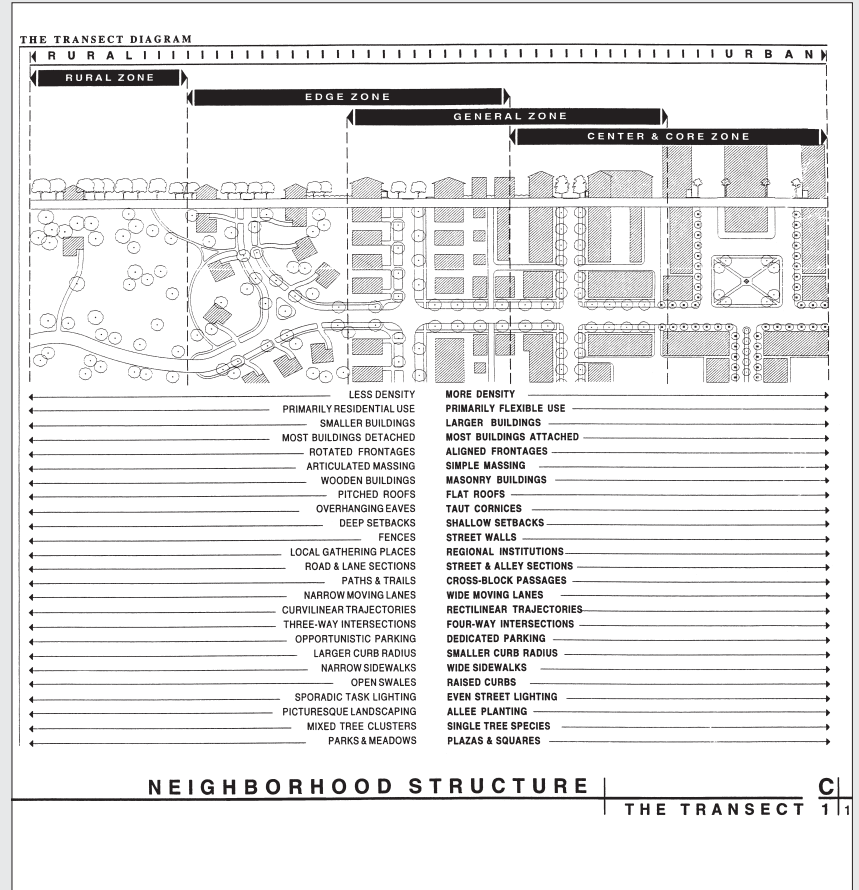 THE TRANSECT DIAGRAM
RURAL IIIIIIIIIIIIIIIIIIIIIIIIIIIIIIIII URBAN
RURAL ZONE
EDGE ZONE
GENERAL ZONE
CENTER & CORE ZONE
LESS DENSITY MORE DENSITY
PRIMARILY RESIDENTIAL USE PRIMARILY FLEXIBLE USE
SMALLER BUILDINGS LARGER BUILDINGS
MOST BUILDINGS DETACHED MOST BUILDINGS ATTACHED
ROTATED FRONTAGES ALIGNED FRONTAGES
ARTICULATED MASSING SIMPLE MASSING
WOODEN BUILDINGS MASONRY BUILDINGS
PITCHED ROOFS FLAT ROOFS
OVERHANGING EAVES TAUT CORNICES
DEEP SETBACKS SHALLOW SETBACKS
FENCES STREET WALLS
LOCAL GATHERING PLACES REGIONAL INSTITUTIONS
ROAD & LANE SECTIONS STREET & ALLEY SECTIONS
PATHS & TRAILS CROSS-BLOCK PASSAGES
NARROW MOVING LANES WIDE MOVING LANES
CURVILINEAR TRAJECTORIES RECTILINEAR TRAJECTORIES
THREE-WAY INTERSECTIONS FOUR-WAY INTERSECTIONS
OPPORTUNISTIC PARKING DEDICATED PARKING
LARGER CURB RADIUS SMALLER CURB RADIUS
NARROW SIDEWALKS WIDE SIDEWALKS
OPEN SWALES RAISED CURBS
SPORADIC TASK LIGHTING EVEN STREET LIGHTING
PICTURESQUE LANDSCAPING ALLEE PLANTING
MIXED TREE CLUSTERS SINGLE TREE SPECIES
PARKS & MEADOWS PLAZAS & SQUARES
NEIGHBORHOOD STRUCTURE C
THE TRANSECT 1 1